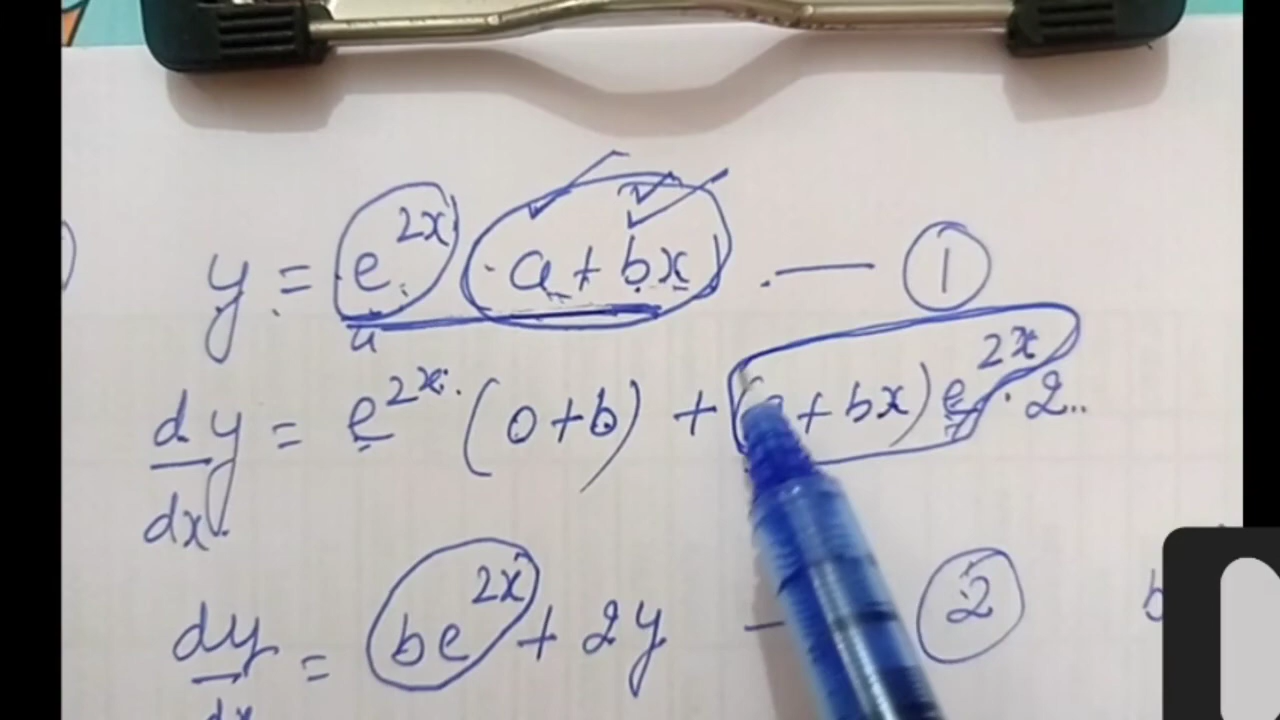 y = e^{2x} (a + bx) — ①
u
dy/dx = e^{2x} · (0 + b) + (a + bx) e^{2x} · 2
dy/dx = be^{2x} + 2y — ②
b